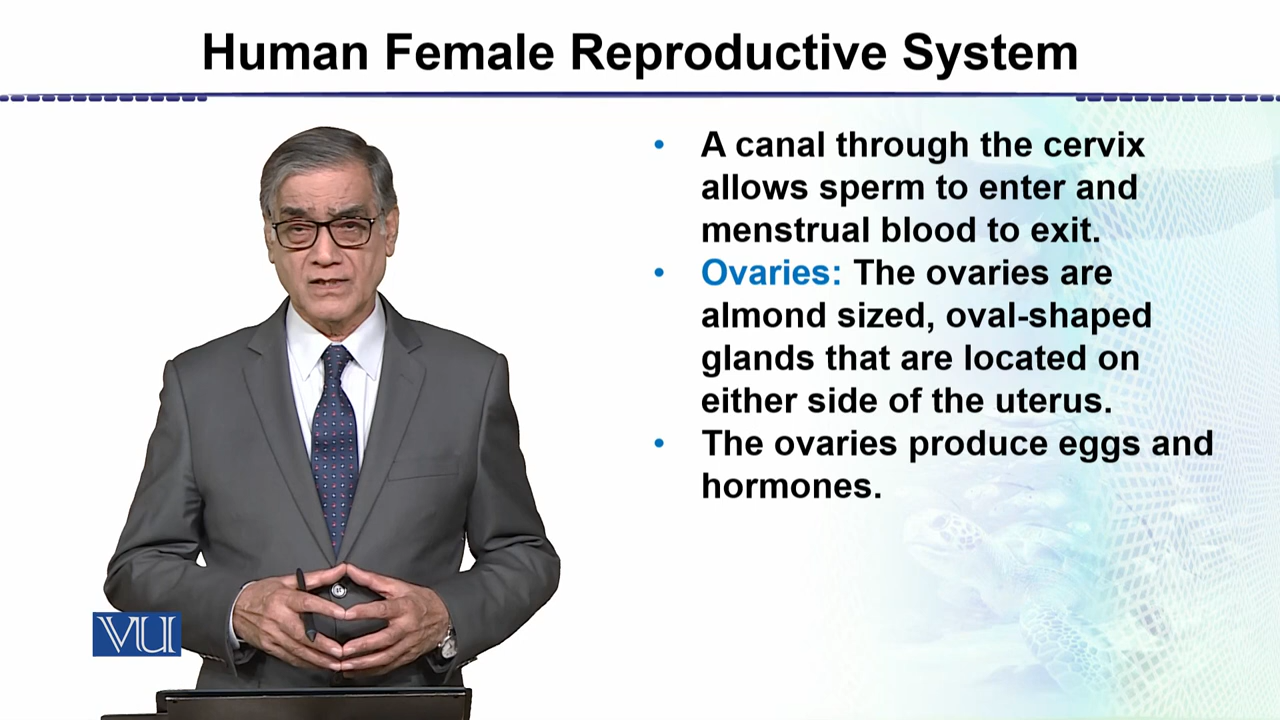 Human Female Reproductive System
• A canal through the cervix
allows sperm to enter and
menstrual blood to exit.
• Ovaries: The ovaries are
almond sized, oval-shaped
glands that are located on
either side of the uterus.
• The ovaries produce eggs and
hormones.
VU